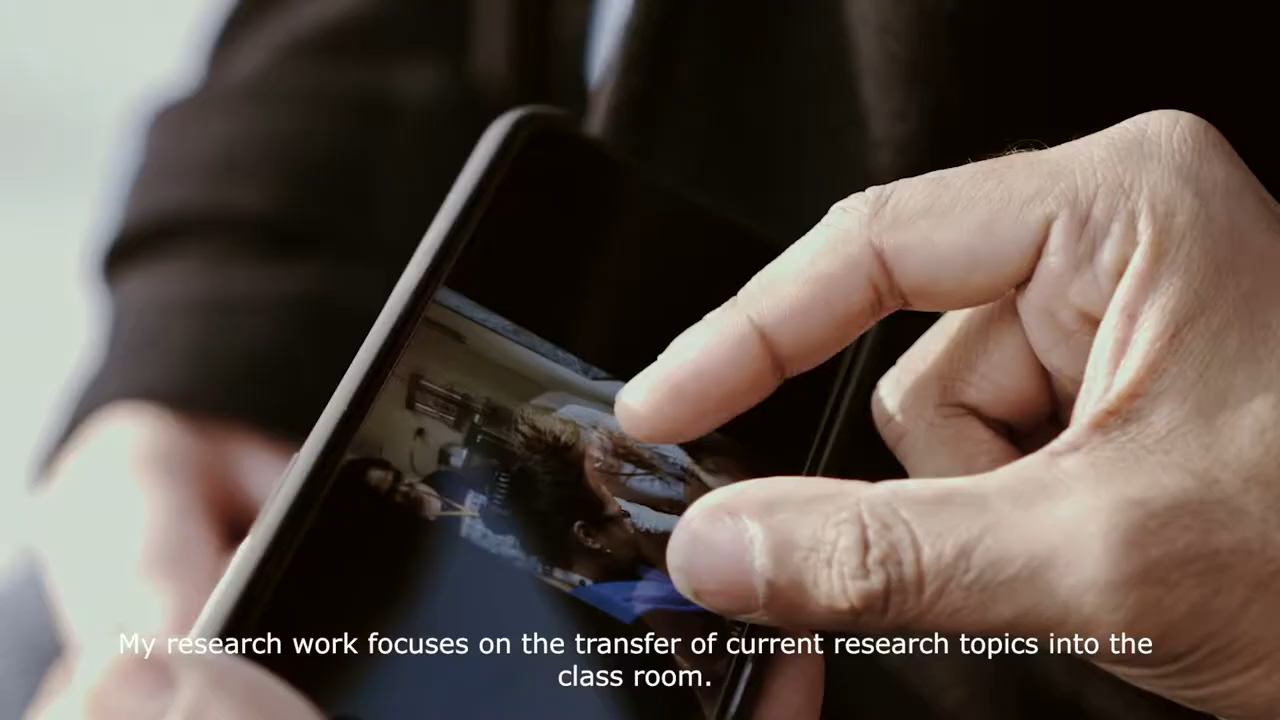 My research work focuses on the transfer of current research topics into the
class room.